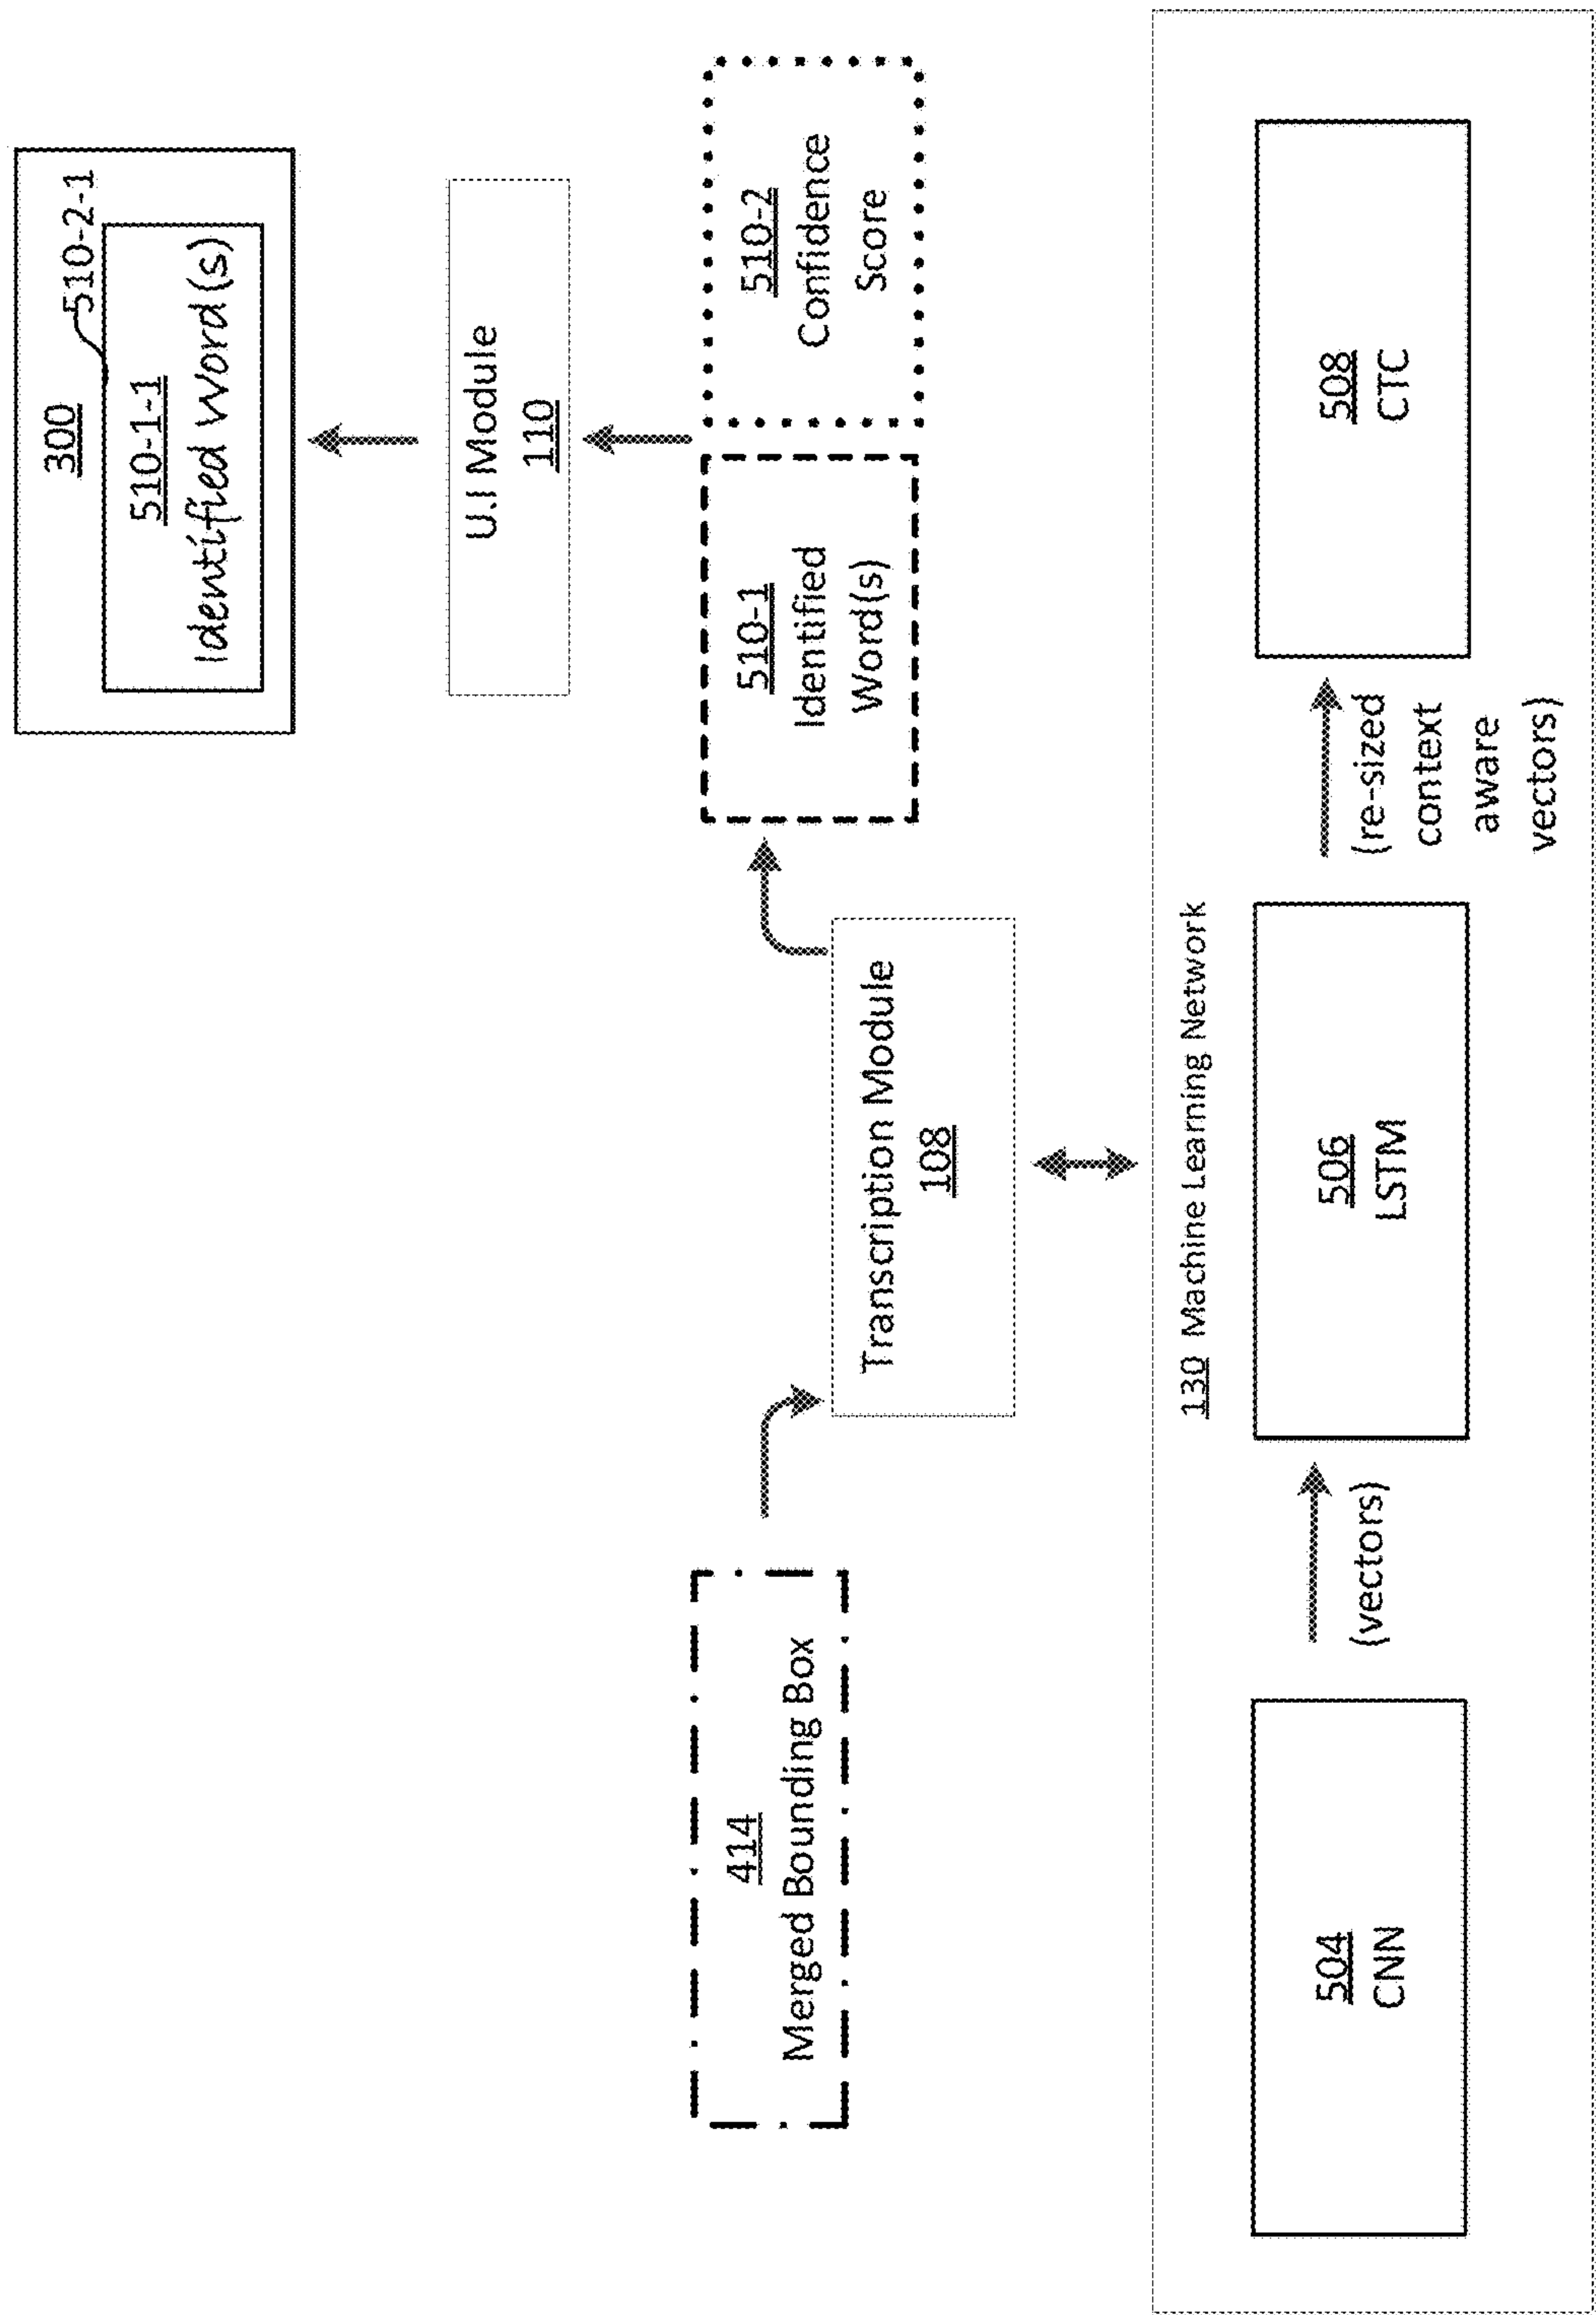 300
510-2-1
510-1-1
Identified Word(s)
U.I Module
110
510-1
Identified
Word(s)
510-2
Confidence
Score
414
Merged Bounding Box
Transcription Module
108
130 Machine Learning Network
504
CNN
(vectors)
506
LSTM
(re-sized
context
aware
vectors)
508
CTC